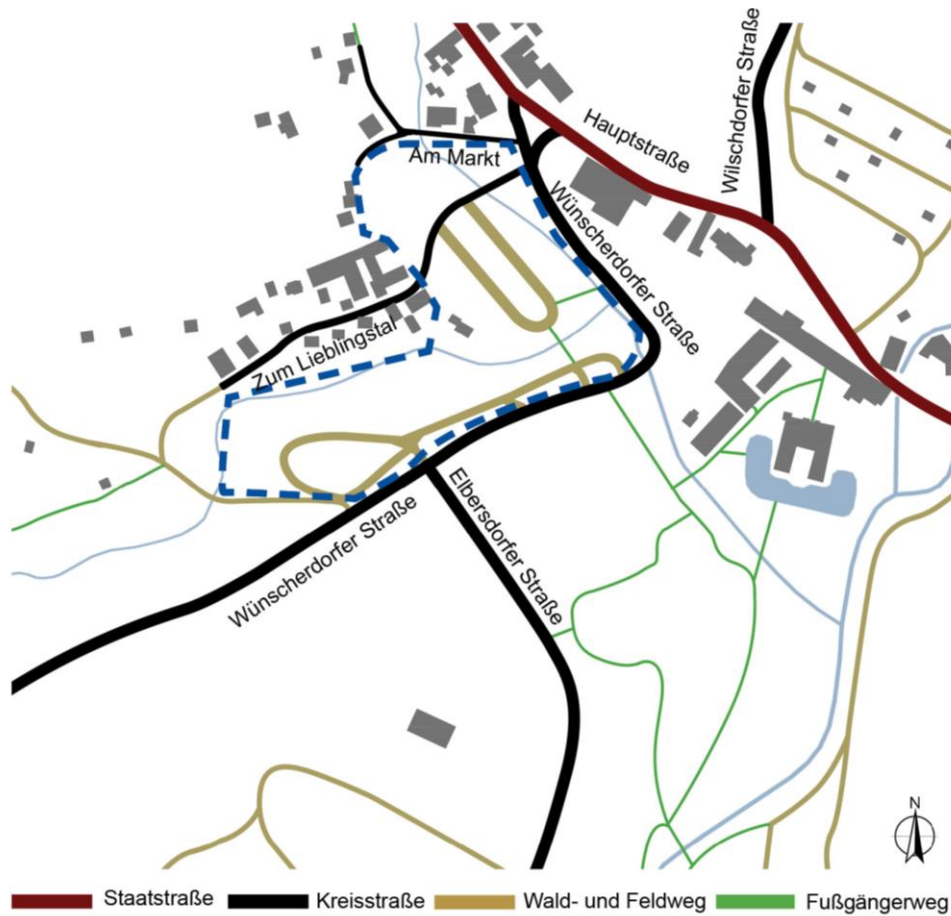 Wilschdorfer Straße
Hauptstraße
Am Markt
Wünscherdorfer Straße
Zum Lieblingstal
Elbersdorfer Straße
Wünscherdorfer Straße
N
Staatstraße
Kreisstraße
Wald- und Feldweg
Fußgängerweg